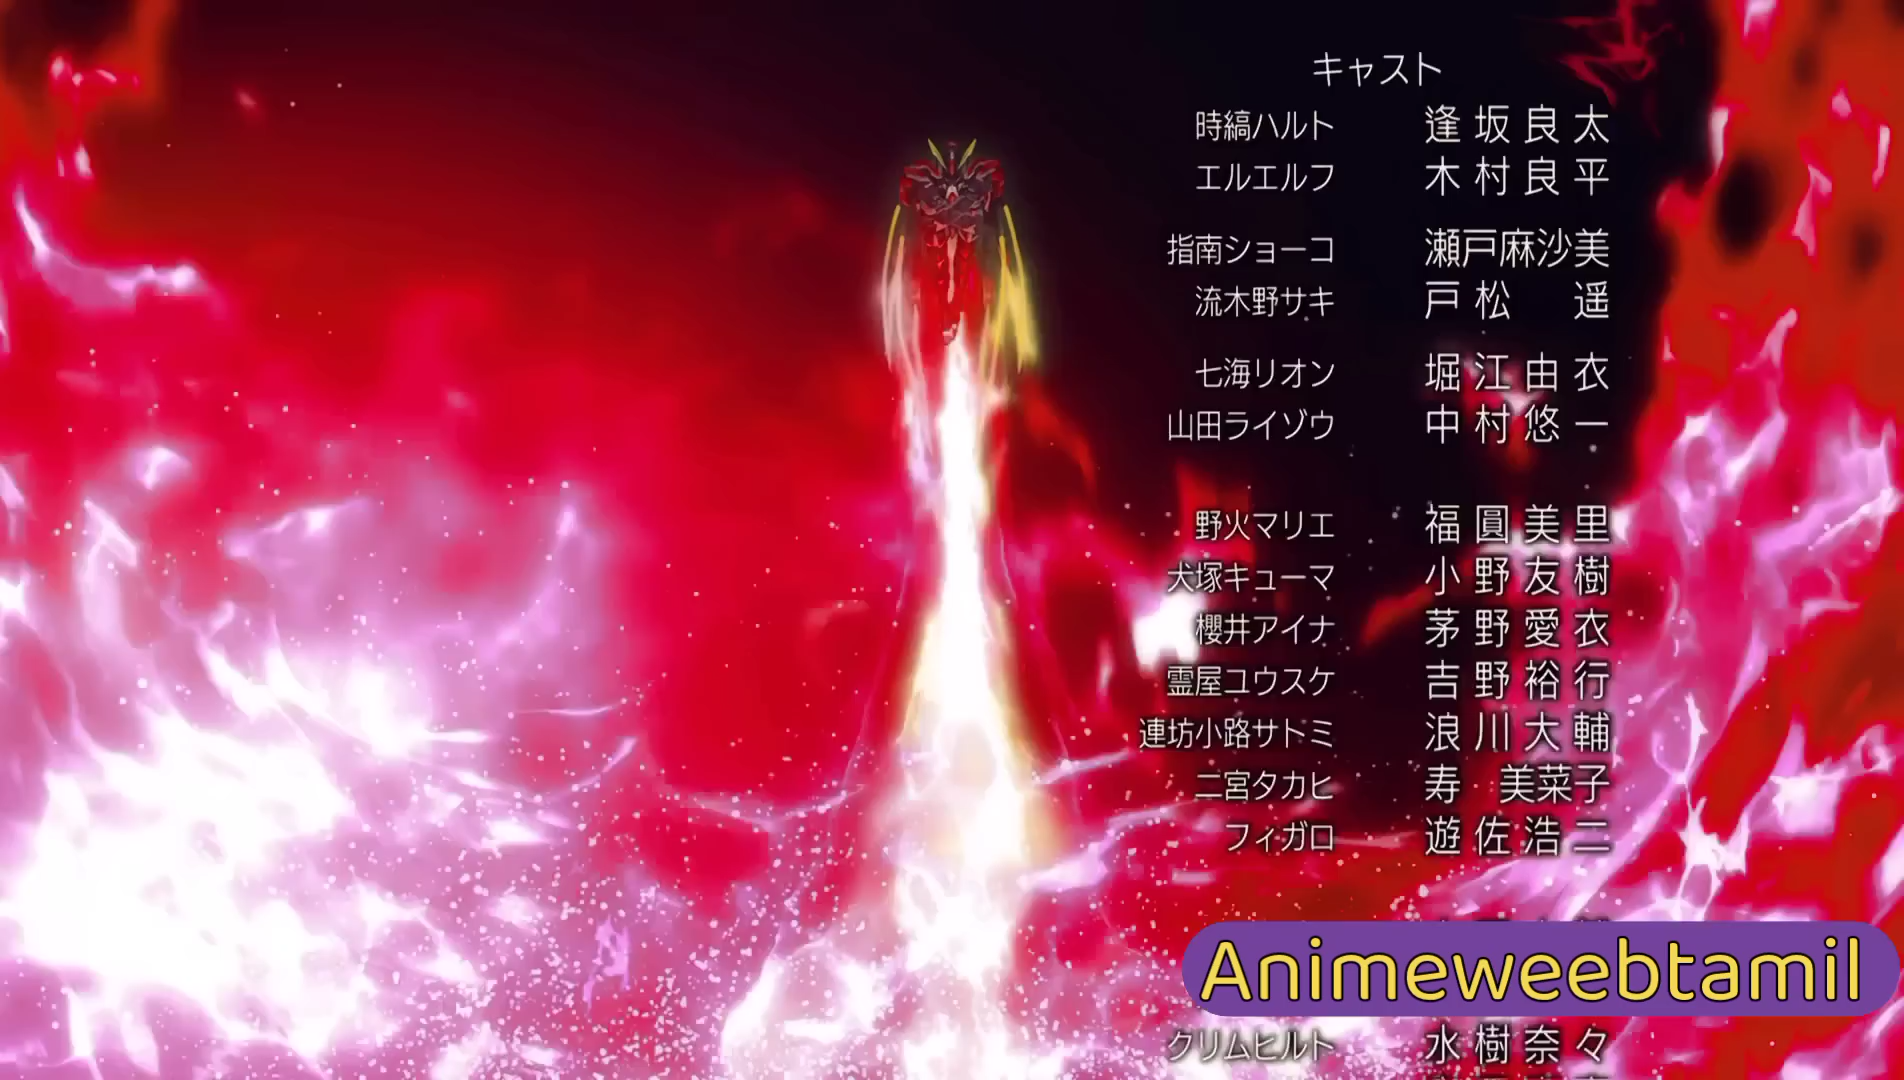 キャスト
時縞ハルト 逢坂良太
エルエルフ 木村良平
指南ショーコ 瀬戸麻沙美
流木野サキ 戸松 遥
七海リオン 堀江由衣
山田ライゾウ 中村悠一
野火マリエ 福圓美里
犬塚キューマ 小野友樹
櫻井アイナ 茅野愛衣
霊屋ユウスケ 吉野裕行
連坊小路サトミ 浪川大輔
二宮タカヒ 寿 美菜子
フィガロ 遊佐浩二
Animeweebtamil
クリムヒルト 水樹奈々